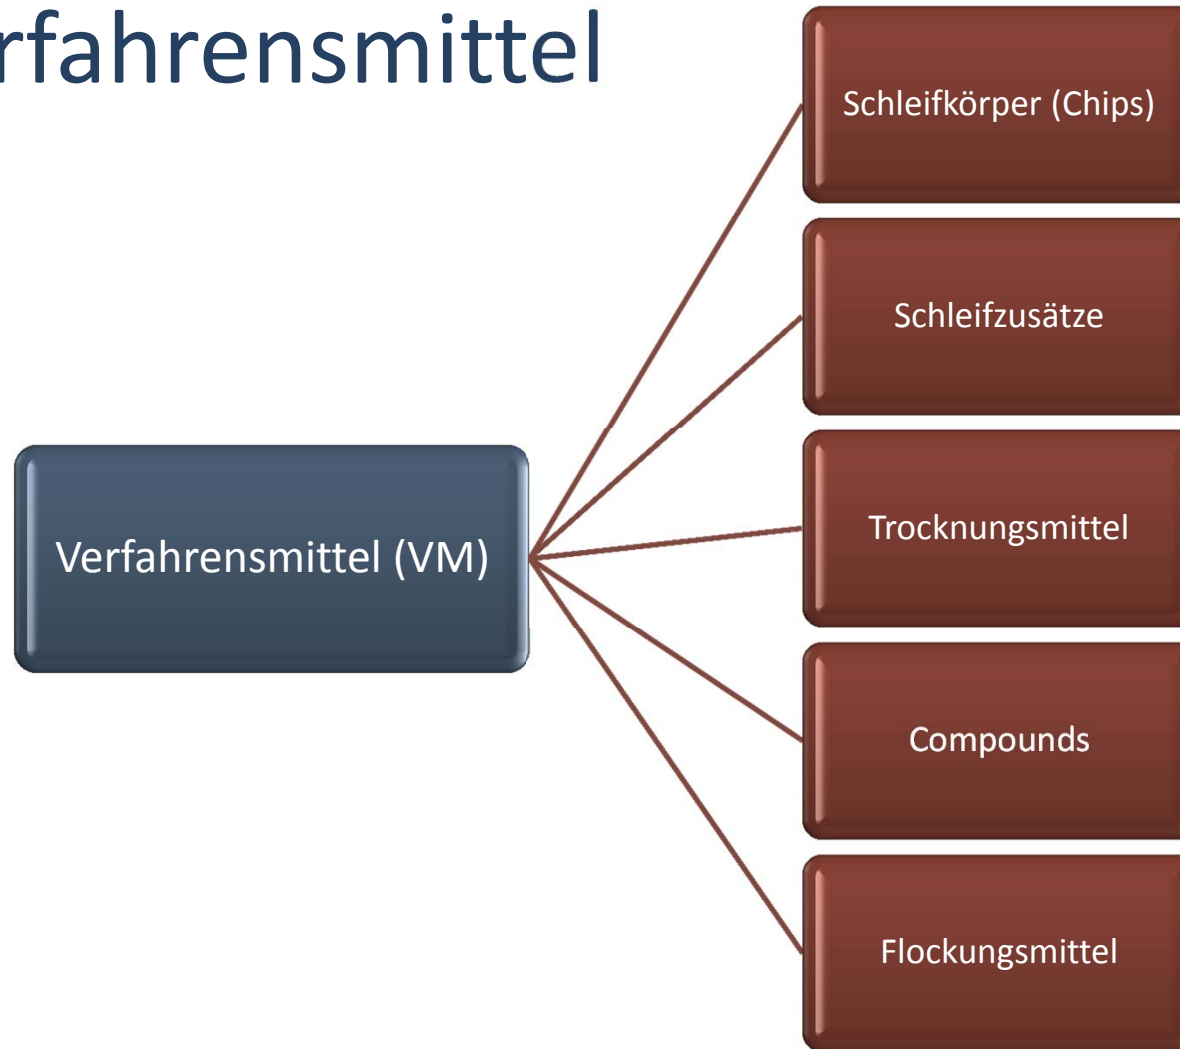 rfahrensmittel
Schleifkörper (Chips)
Schleifzusätze
Trocknungsmittel
Verfahrensmittel (VM)
Compounds
Flockungsmittel